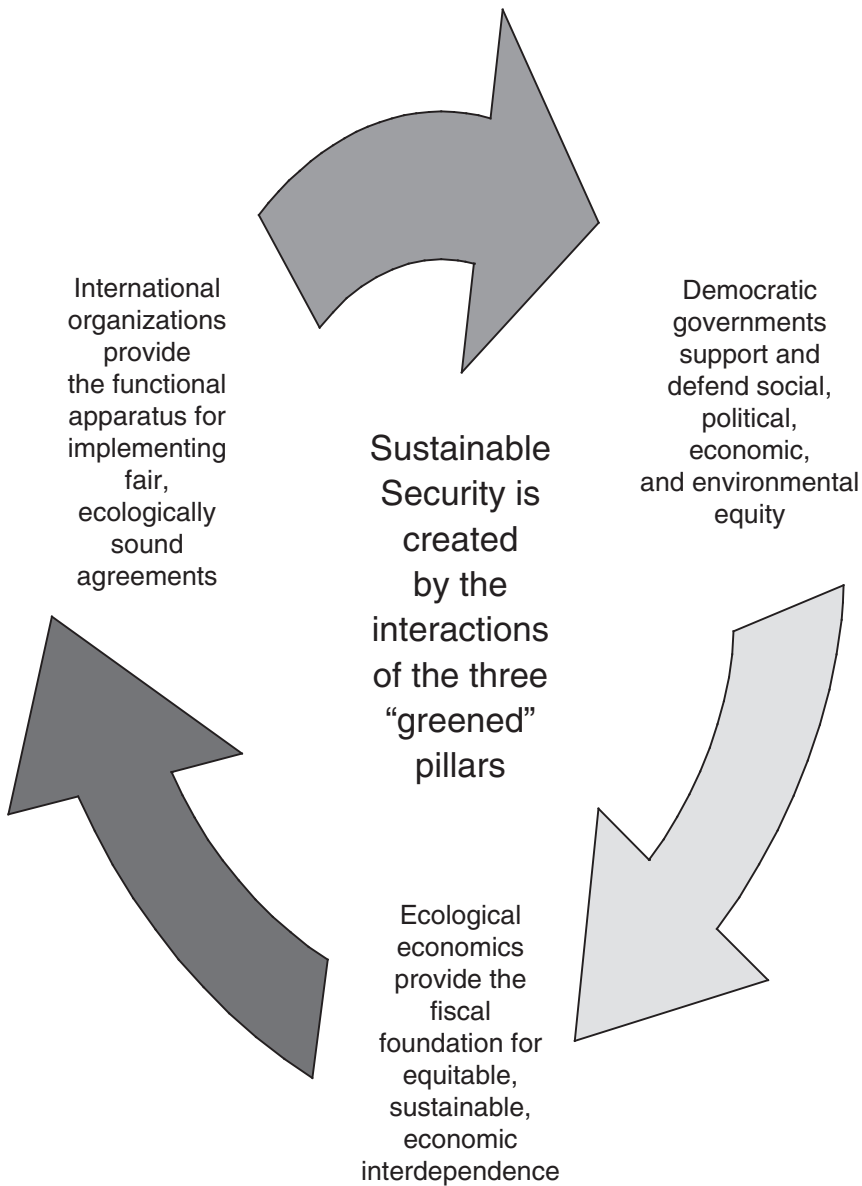 International
organizations
provide
the functional
apparatus for
implementing
fair,
ecologically
sound
agreements
Democratic
governments
support and
defend social,
political,
economic,
and environmental
equity
Sustainable
Security is
created
by the
interactions
of the three
“greened”
pillars
Ecological
economics
provide the
fiscal
foundation for
equitable,
sustainable,
economic
interdependence